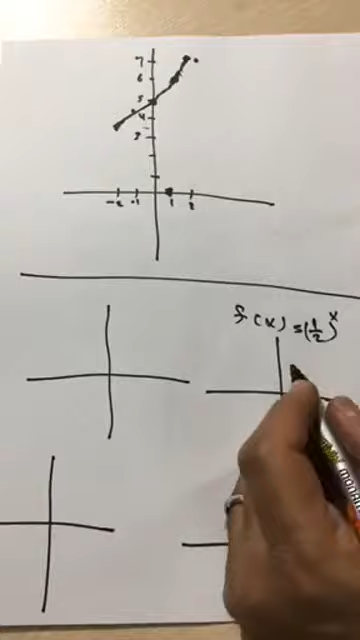 7
6
5
4
3
-2 -1 1 2
f(x) = (1/2)^x